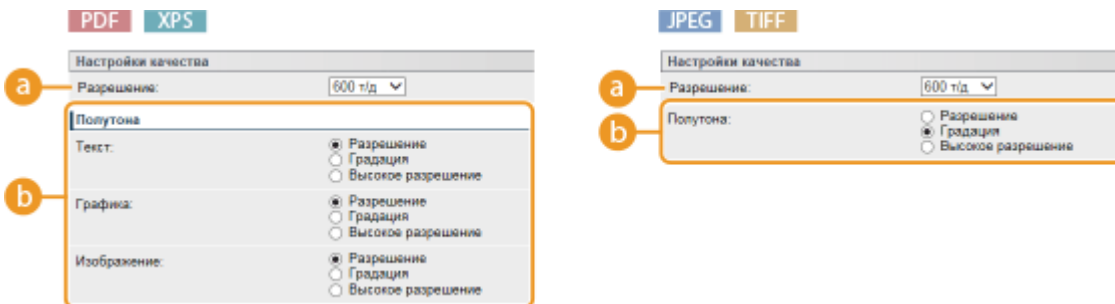 PDF XPS
Настройки качества
a
Разрешение: 600 т/д
b
Полутона
Текст: Разрешение
Градация
Высокое разрешение
Графика: Разрешение
Градация
Высокое разрешение
Изображение: Разрешение
Градация
Высокое разрешение
JPEG TIFF
Настройки качества
a
Разрешение: 600 т/д
b
Полутона: Разрешение
Градация
Высокое разрешение